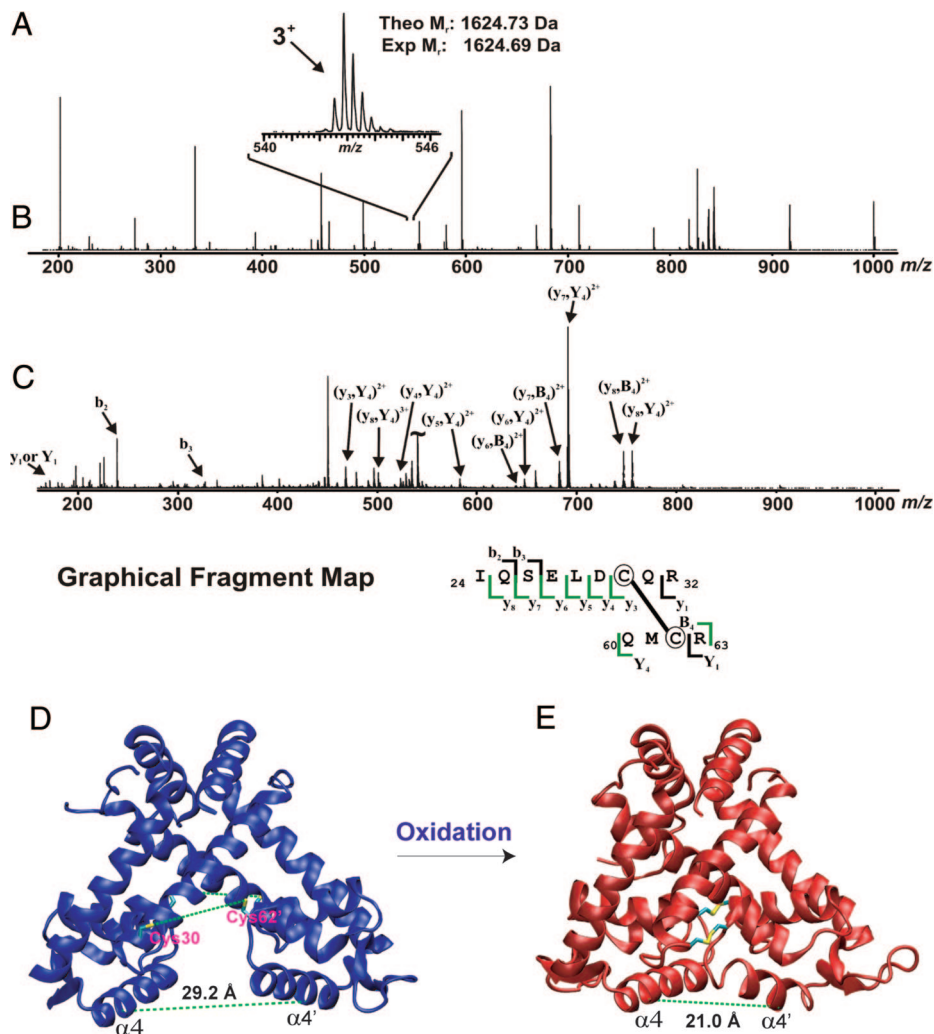 A
3+
Theo Mr: 1624.73 Da
Exp Mr: 1624.69 Da
540
m/z
546
B
200
300
400
500
600
700
800
900
1000
m/z
C
(y7,Y4)2+
(y3,Y4)2+
(y4,Y4)2+
(y7,B4)2+
(y8,B4)2+
b2
(y8,Y4)3+
(y6,Y4)2+
(y8,Y4)2+
(y5,Y4)2+
(y6,B4)2+
b3
y1or Y1
200
300
400
500
600
700
800
900
1000
m/z
Graphical Fragment Map
b2 b3
24 I Q S E L D C Q R 32
y8 y7 y6 y5 y4 y3 y1
B4
60 Q M C R 63
Y4 Y1
D
E
Oxidation
Cys30
Cys62'
29.2 Å
α4
α4'
α4
21.0 Å
α4'